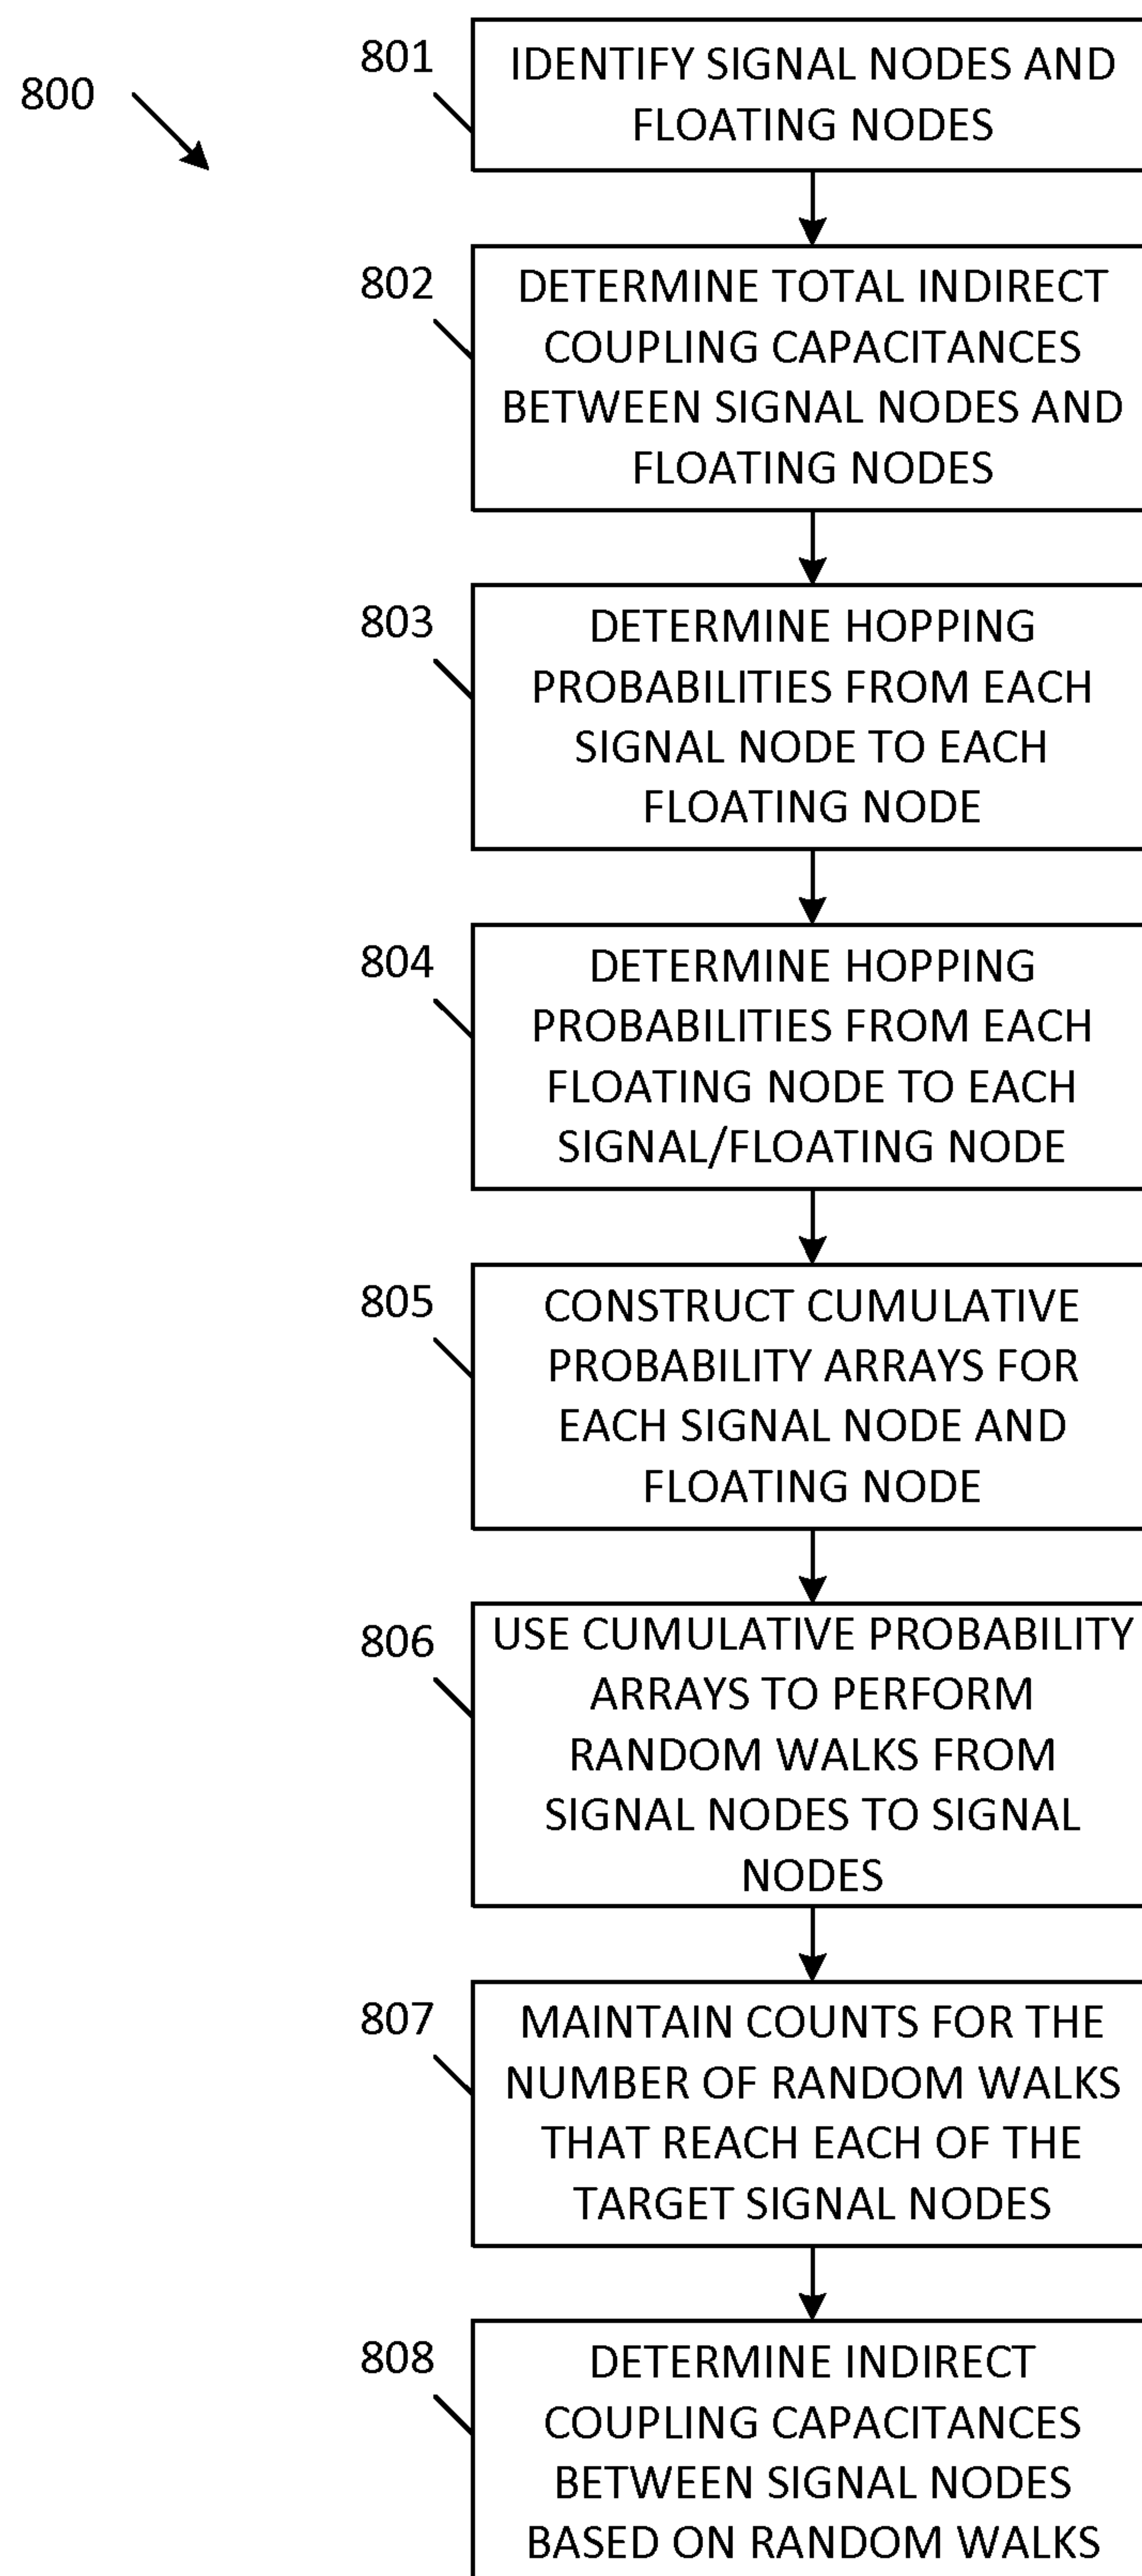 800
801
IDENTIFY SIGNAL NODES AND
FLOATING NODES
802
DETERMINE TOTAL INDIRECT
COUPLING CAPACITANCES
BETWEEN SIGNAL NODES AND
FLOATING NODES
803
DETERMINE HOPPING
PROBABILITIES FROM EACH
SIGNAL NODE TO EACH
FLOATING NODE
804
DETERMINE HOPPING
PROBABILITIES FROM EACH
FLOATING NODE TO EACH
SIGNAL/FLOATING NODE
805
CONSTRUCT CUMULATIVE
PROBABILITY ARRAYS FOR
EACH SIGNAL NODE AND
FLOATING NODE
806
USE CUMULATIVE PROBABILITY
ARRAYS TO PERFORM
RANDOM WALKS FROM
SIGNAL NODES TO SIGNAL
NODES
807
MAINTAIN COUNTS FOR THE
NUMBER OF RANDOM WALKS
THAT REACH EACH OF THE
TARGET SIGNAL NODES
808
DETERMINE INDIRECT
COUPLING CAPACITANCES
BETWEEN SIGNAL NODES
BASED ON RANDOM WALKS